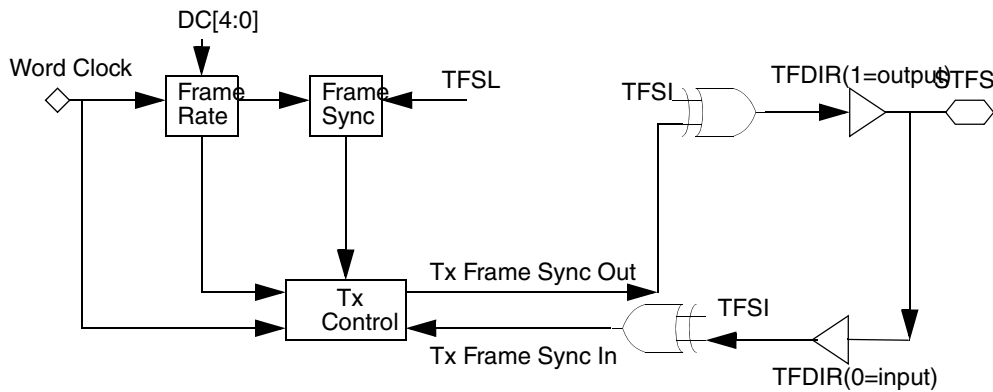 DC[4:0]
Word Clock
Frame
Rate
Frame
Sync
TFSL
TFSI
TFDIR(1=output)
STFS
Tx
Control
Tx Frame Sync Out
Tx Frame Sync In
TFSI
TFDIR(0=input)